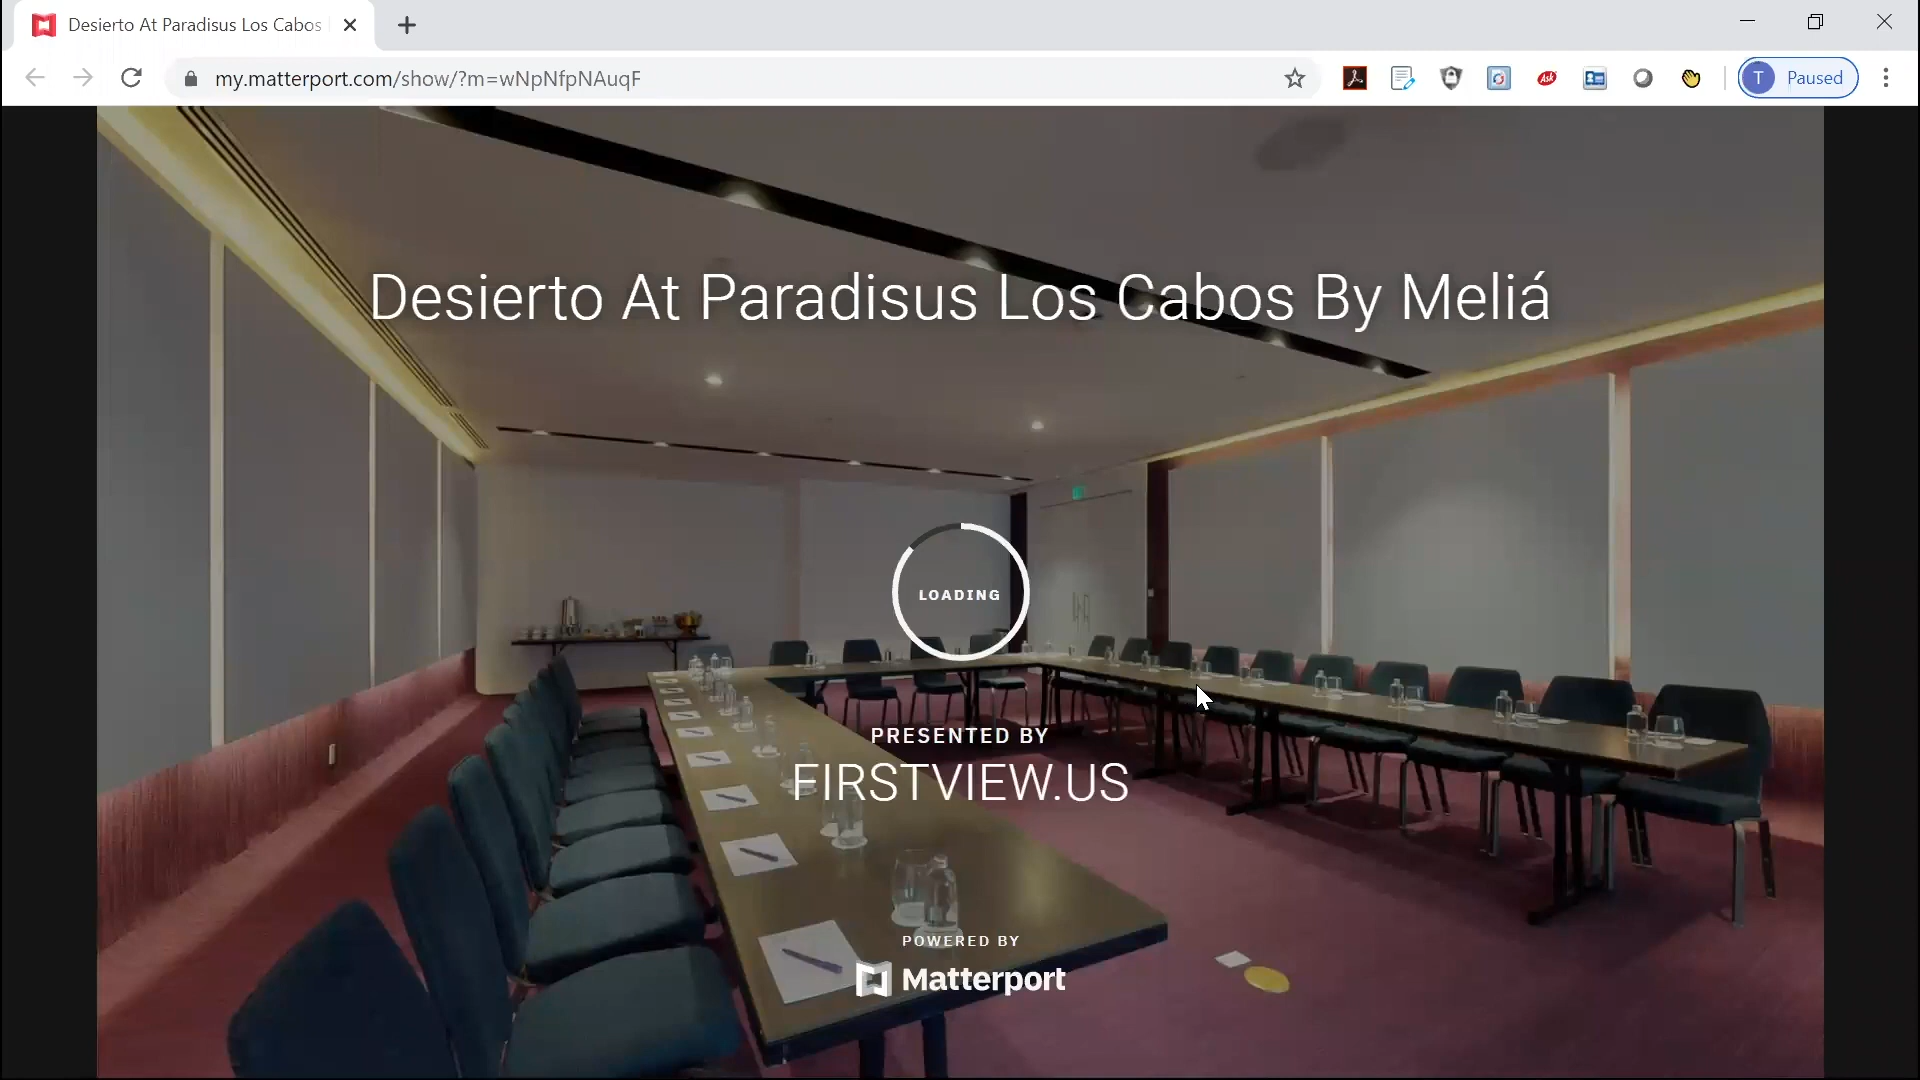 Desierto At Paradisus Los Cabos
my.matterport.com/show/?m=wNpNfpNAuqF
Ask
T
Paused
Desierto At Paradisus Los Cabos By Meliá
LOADING
PRESENTED BY
FIRSTVIEW.US
POWERED BY
Matterport